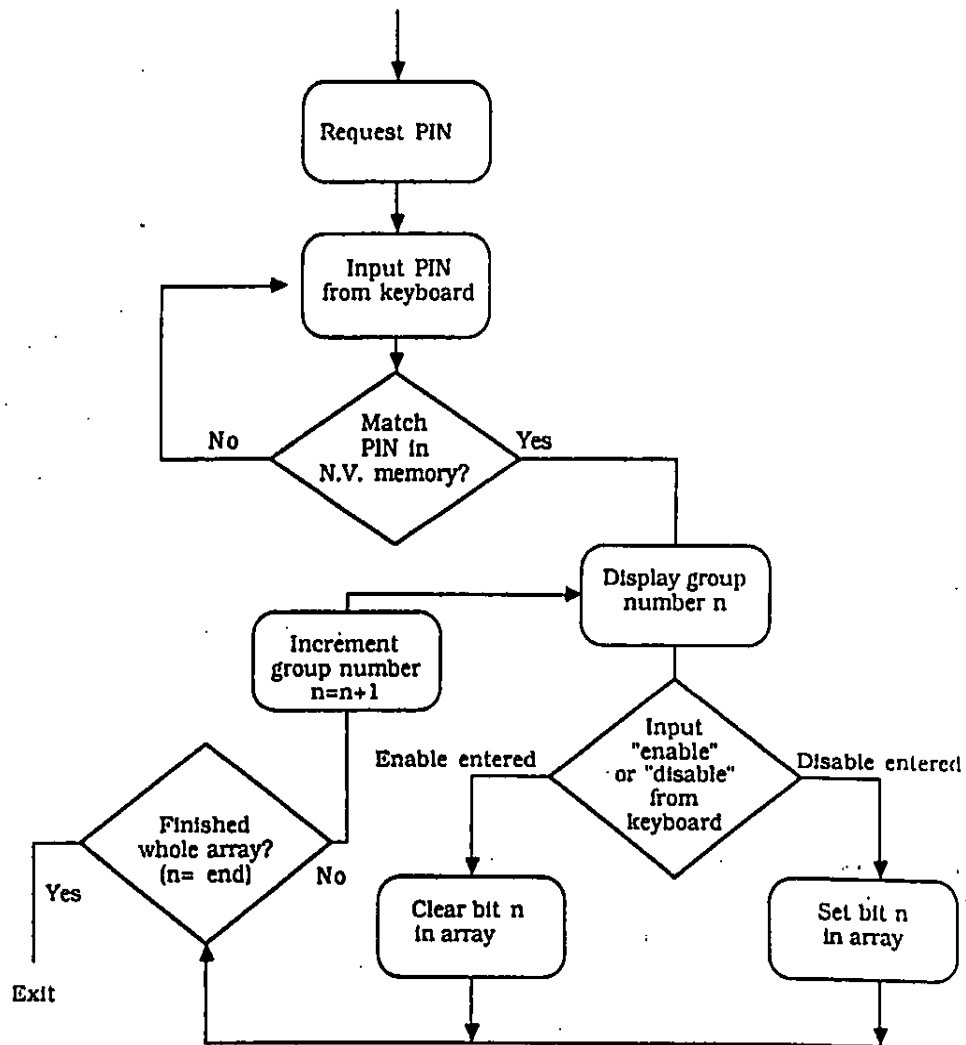 Request PIN
Input PIN
from keyboard
Match
PIN in
N.V. memory?
No
Yes
Display group
number n
Increment
group number
n=n+1
Input
"enable"
or "disable"
from
keyboard
Enable entered
Disable entered
Finished
whole array?
(n= end)
Yes
No
Clear bit n
in array
Set bit n
in array
Exit